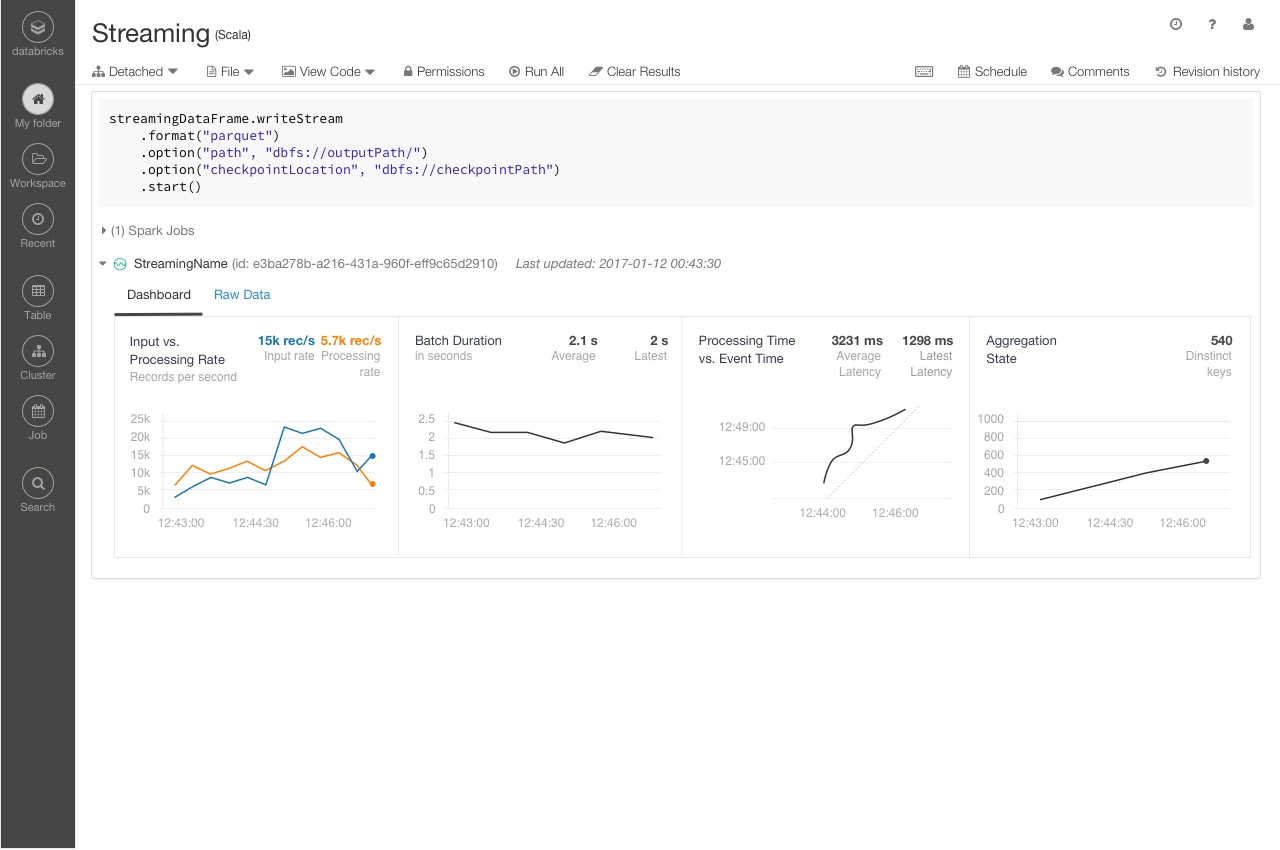 databricks
My folder
Workspace
Recent
Table
Cluster
Job
Search
Streaming (Scala)
?
Detached File View Code Permissions Run All Clear Results Schedule Comments Revision history
streamingDataFrame.writeStream
.format("parquet")
.option("path", "dbfs://outputPath/")
.option("checkpointLocation", "dbfs://checkpointPath")
.start()
(1) Spark Jobs
StreamingName (id: e3ba278b-a216-431a-960f-eff9c65d2910) Last updated: 2017-01-12 00:43:30
Dashboard Raw Data
Input vs.
Processing Rate
Records per second
15k rec/s
Input rate
5.7k rec/s
Processing
rate
25k
20k
15k
10k
5k
0
12:43:00 12:44:30 12:46:00
Batch Duration
in seconds
2.1 s
Average
2 s
Latest
2.5
2
1.5
1
0.5
0
12:43:00 12:44:30 12:46:00
Processing Time
vs. Event Time
3231 ms
Average
Latency
1298 ms
Latest
Latency
12:49:00
12:45:00
12:44:00 12:46:00
Aggregation
State
540
Dinstinct
keys
1000
800
600
400
200
0
12:43:00 12:44:30 12:46:00